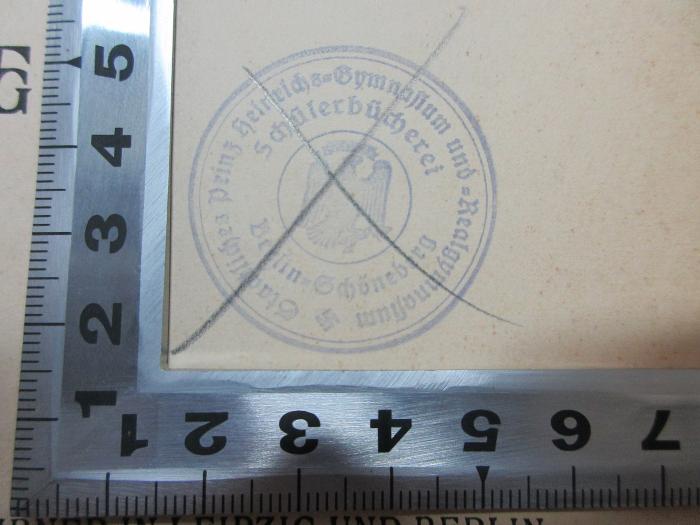 Staatliches Prinz Heinrichs-Gymnasium und Realgymnasium
Schülerbücherei
Berlin-Schöneberg
G
5
4
3
2
1
1 2 3 4 5 6 7
IN LEIPZIG UND BERLIN